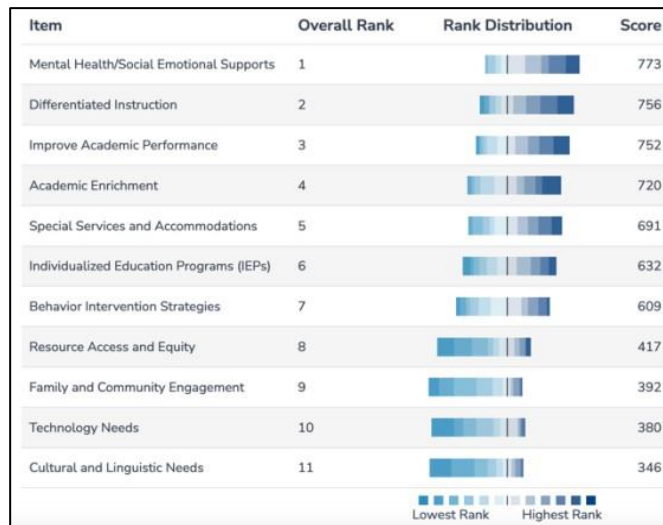 Item Overall Rank Rank Distribution Score
Mental Health/Social Emotional Supports 1 773
Differentiated Instruction 2 756
Improve Academic Performance 3 752
Academic Enrichment 4 720
Special Services and Accommodations 5 691
Individualized Education Programs (IEPs) 6 632
Behavior Intervention Strategies 7 609
Resource Access and Equity 8 417
Family and Community Engagement 9 392
Technology Needs 10 380
Cultural and Linguistic Needs 11 346
Lowest Rank Highest Rank